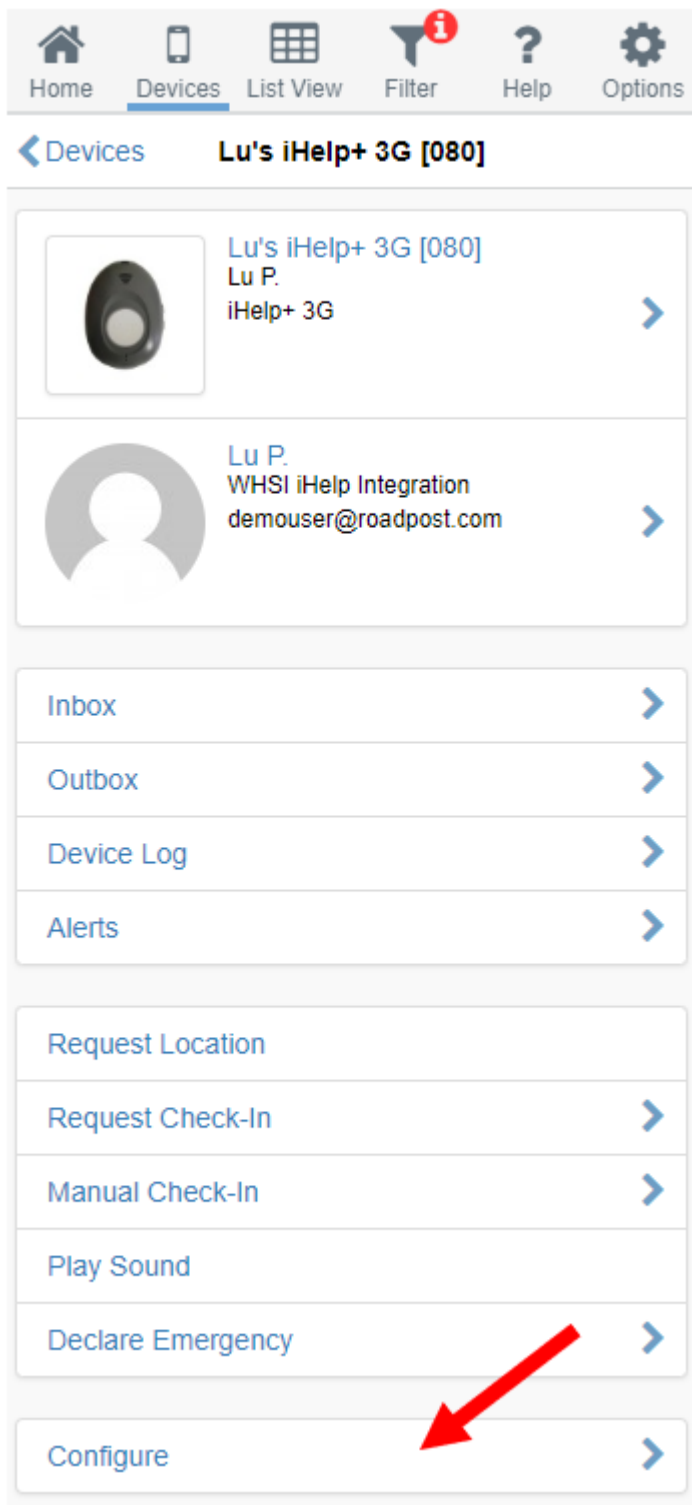 Home Devices List View Filter Help Options
Devices Lu's iHelp+ 3G [080]
Lu's iHelp+ 3G [080]
Lu P.
iHelp+ 3G
Lu P.
WHSI iHelp Integration
demouser@roadpost.com
Inbox
Outbox
Device Log
Alerts
Request Location
Request Check-In
Manual Check-In
Play Sound
Declare Emergency
Configure